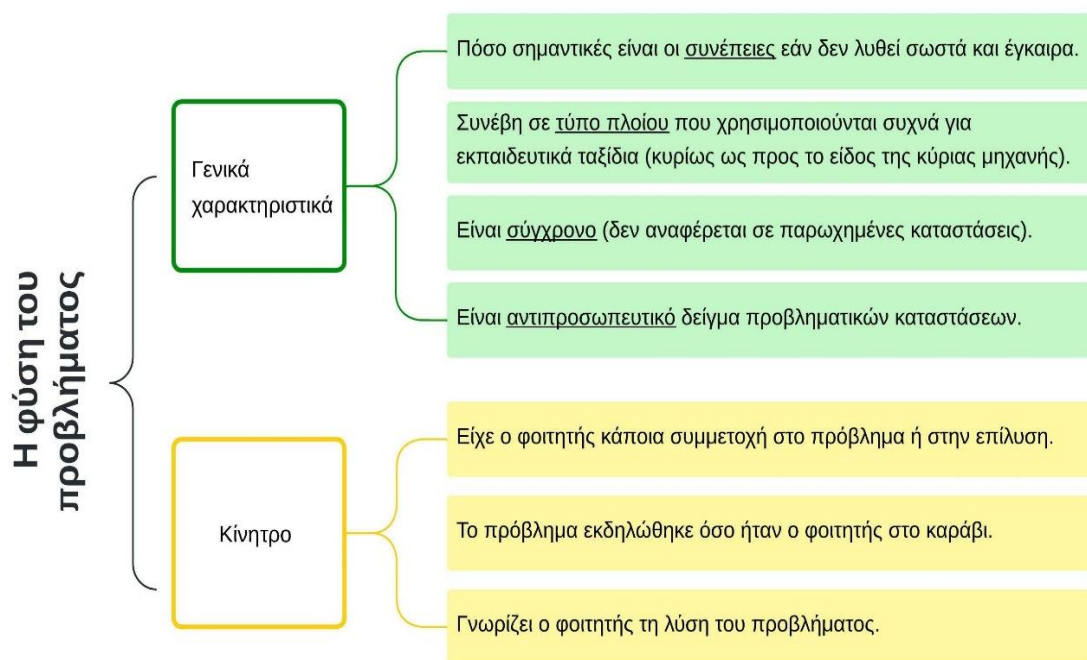 Η φύση του
προβλήματος
Γενικά
χαρακτηριστικά
Πόσο σημαντικές είναι οι συνέπειες εάν δεν λυθεί σωστά και έγκαιρα.
Συνέβη σε τύπο πλοίου που χρησιμοποιούνται συχνά για
εκπαιδευτικά ταξίδια (κυρίως ως προς το είδος της κύριας μηχανής).
Είναι σύγχρονο (δεν αναφέρεται σε παρωχημένες καταστάσεις).
Είναι αντιπροσωπευτικό δείγμα προβληματικών καταστάσεων.
Κίνητρο
Είχε ο φοιτητής κάποια συμμετοχή στο πρόβλημα ή στην επίλυση.
Το πρόβλημα εκδηλώθηκε όσο ήταν ο φοιτητής στο καράβι.
Γνωρίζει ο φοιτητής τη λύση του προβλήματος.